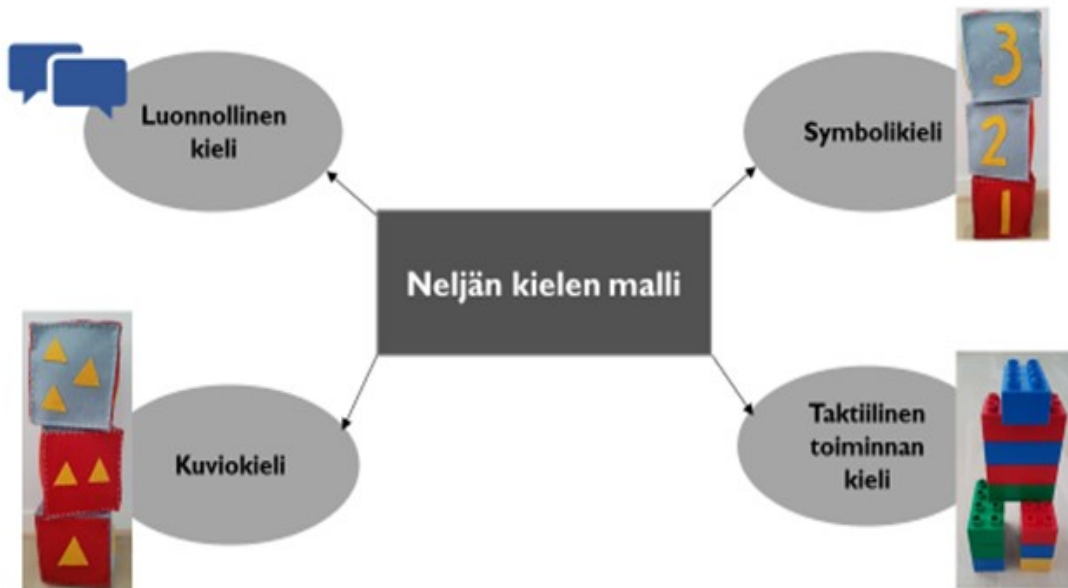 Luonnollinen
kieli
Symbolikieli
3
2
1
Neljän kielen malli
Kuviokieli
Taktiilinen
toiminnan
kieli